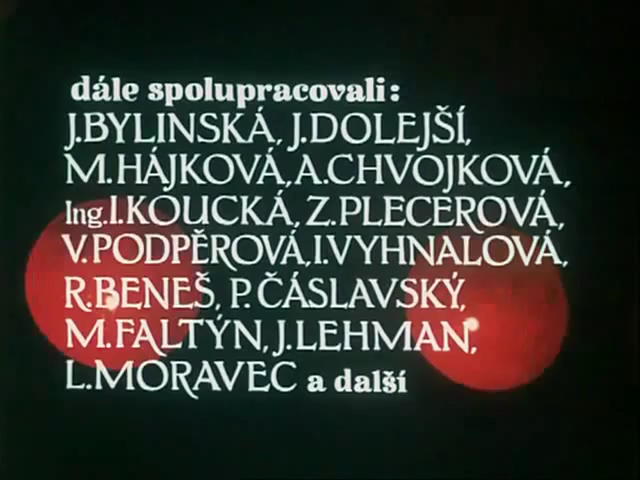 dále spolupracovali:
J.BYLINSKÁ, J.DOLEJŠÍ,
M.HÁJKOVÁ, A.CHVOJKOVÁ,
Ing.I.KOUCKÁ, Z.PLECEROVÁ,
V.PODPĚROVÁ, I.VYHNALOVÁ,
R.BENEŠ, P.ČÁSLAVSKÝ,
M.FALTÝN, J.LEHMAN,
L.MORAVEC a další